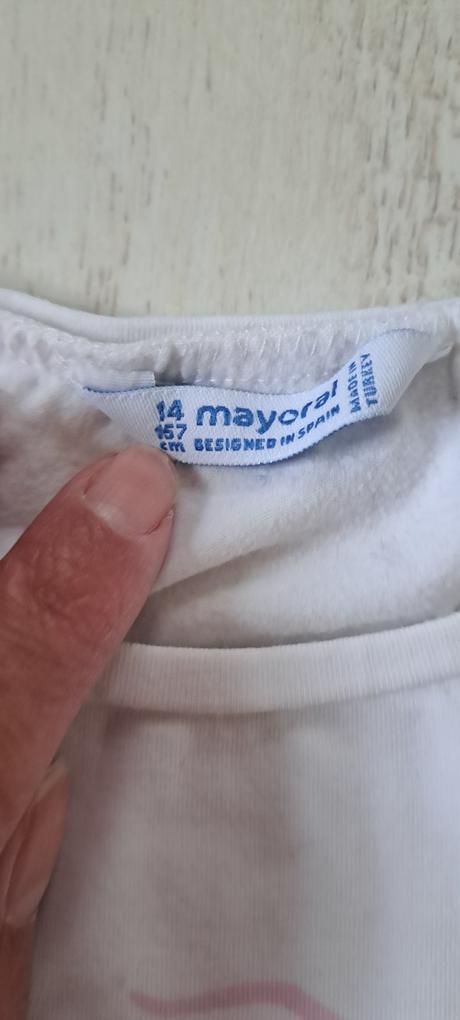 14
157
cm
mayoral
DESIGNED IN SPAIN
MADE IN
TURKEY